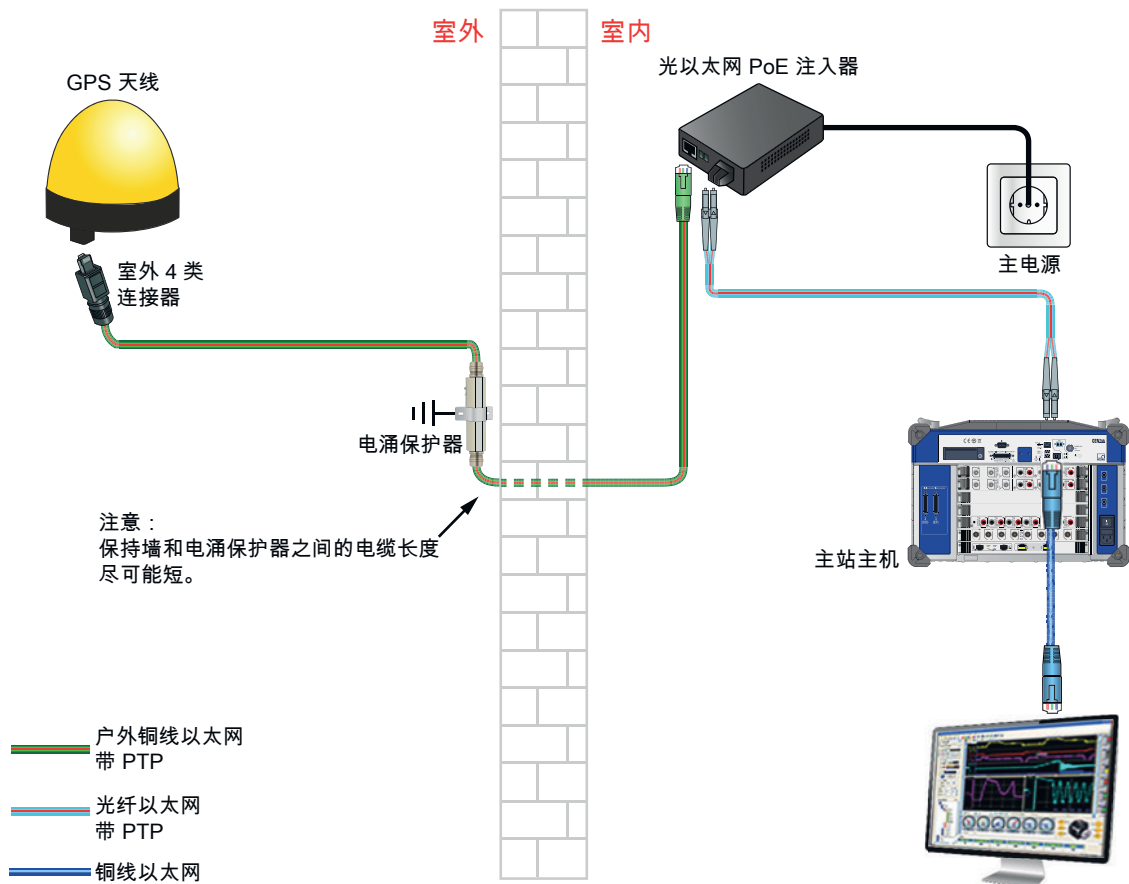 室外
室内
GPS 天线
光以太网 PoE 注入器
主电源
室外 4 类
连接器
电涌保护器
注意：
保持墙和电涌保护器之间的电缆长度
尽可能短。
主站主机
户外铜线以太网
带 PTP
光纤以太网
带 PTP
铜线以太网